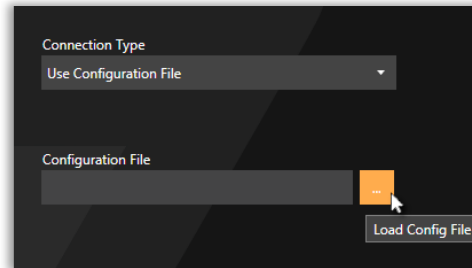 Connection Type
Use Configuration File
Configuration File
...
Load Config File